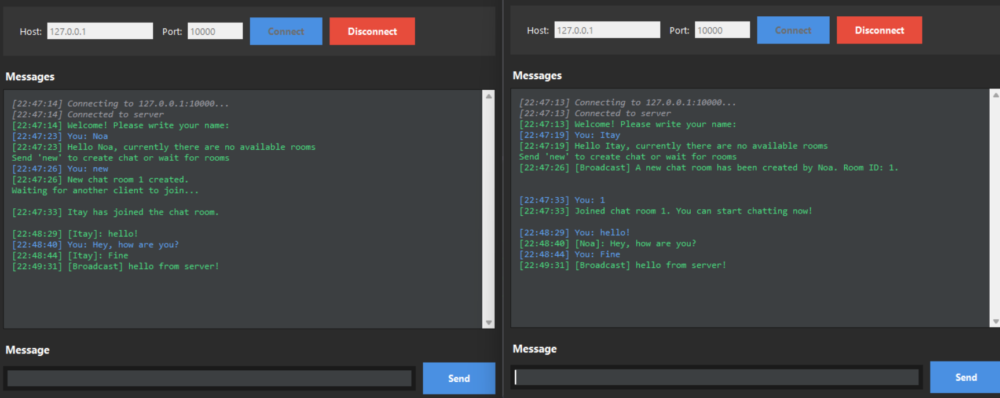 Host: 127.0.0.1 Port: 10000 Connect Disconnect
Messages
[22:47:14] Connecting to 127.0.0.1:10000...
[22:47:14] Connected to server
[22:47:14] Welcome! Please write your name:
[22:47:23] You: Noa
[22:47:23] Hello Noa, currently there are no available rooms
Send 'new' to create chat or wait for rooms
[22:47:26] You: new
[22:47:26] New chat room 1 created.
Waiting for another client to join...
[22:47:33] Itay has joined the chat room.
[22:48:29] [Itay]: hello!
[22:48:40] You: Hey, how are you?
[22:48:44] [Itay]: Fine
[22:49:31] [Broadcast] hello from server!
Message
Send
Host: 127.0.0.1 Port: 10000 Connect Disconnect
Messages
[22:47:13] Connecting to 127.0.0.1:10000...
[22:47:13] Connected to server
[22:47:13] Welcome! Please write your name:
[22:47:19] You: Itay
[22:47:19] Hello Itay, currently there are no available rooms
Send 'new' to create chat or wait for rooms
[22:47:26] [Broadcast] A new chat room has been created by Noa. Room ID: 1.
[22:47:33] You: 1
[22:47:33] Joined chat room 1. You can start chatting now!
[22:48:29] You: hello!
[22:48:40] [Noa]: Hey, how are you?
[22:48:44] You: Fine
[22:49:31] [Broadcast] hello from server!
Message
Send